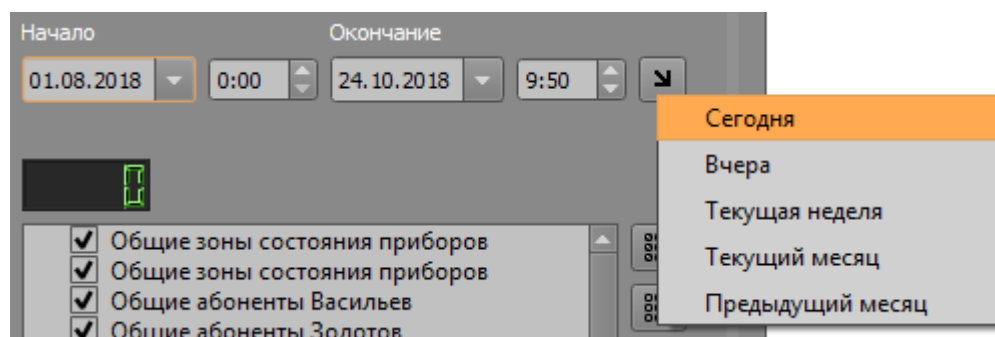 Начало Окончание
01.08.2018 0:00 24.10.2018 9:50
Сегодня
Вчера
Текущая неделя
Текущий месяц
Предыдущий месяц
0
Общие зоны состояния приборов
Общие зоны состояния приборов
Общие абоненты Васильев
Общие абоненты Золотов